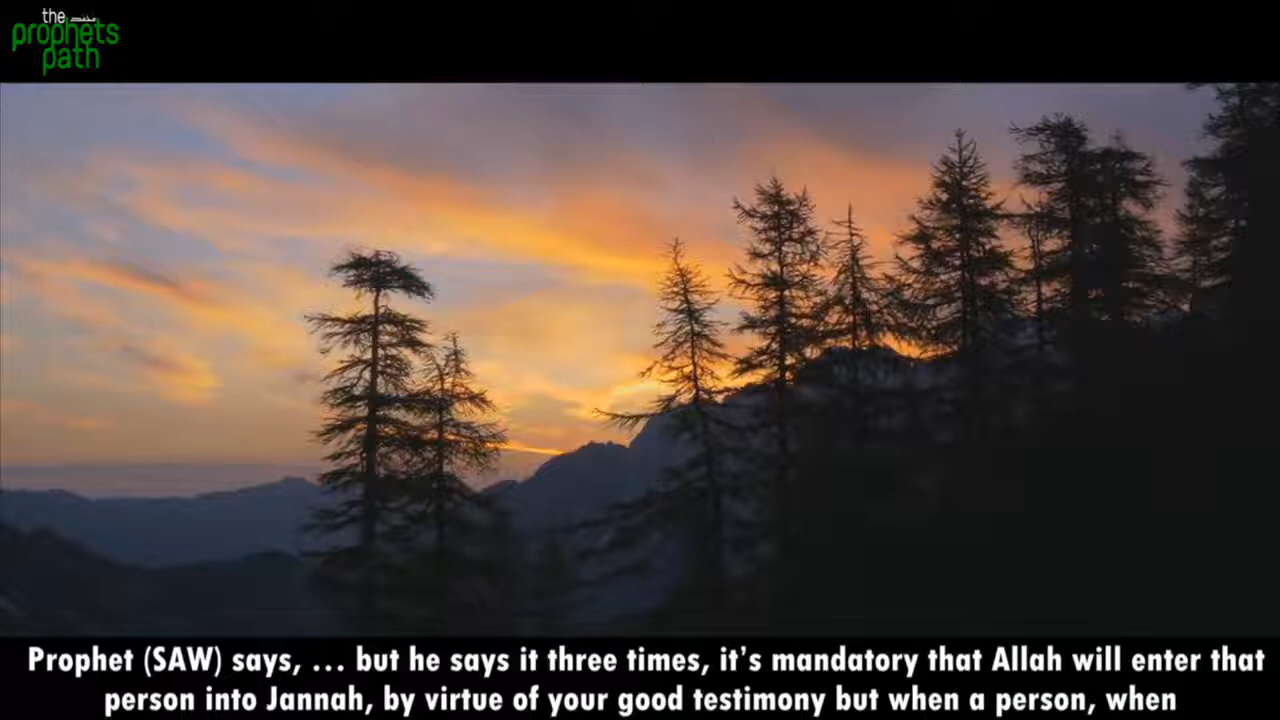 the
prophets
path
Prophet (SAW) says, ... but he says it three times, it's mandatory that Allah will enter that
person into Jannah, by virtue of your good testimony but when a person, when